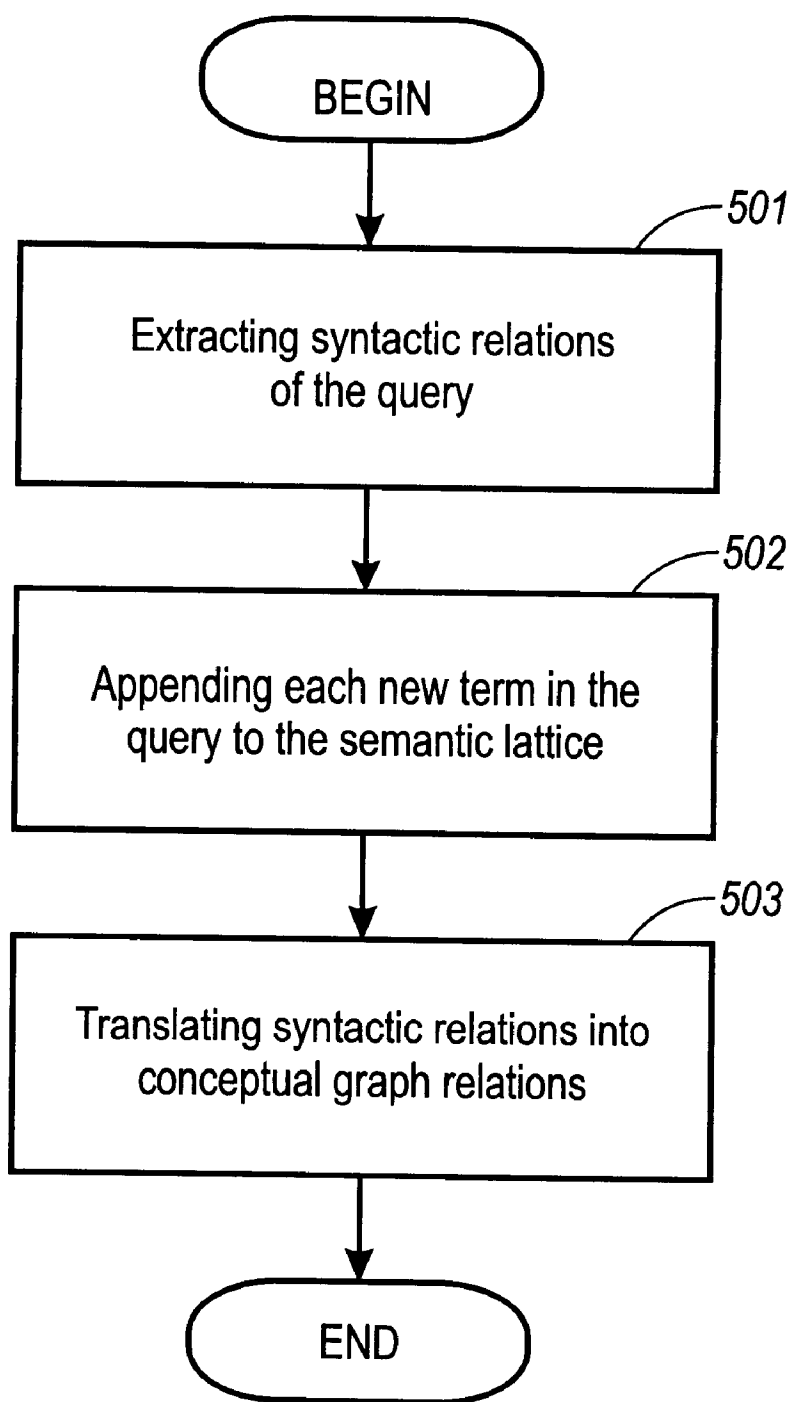 BEGIN
501
Extracting syntactic relations
of the query
502
Appending each new term in the
query to the semantic lattice
503
Translating syntactic relations into
conceptual graph relations
END